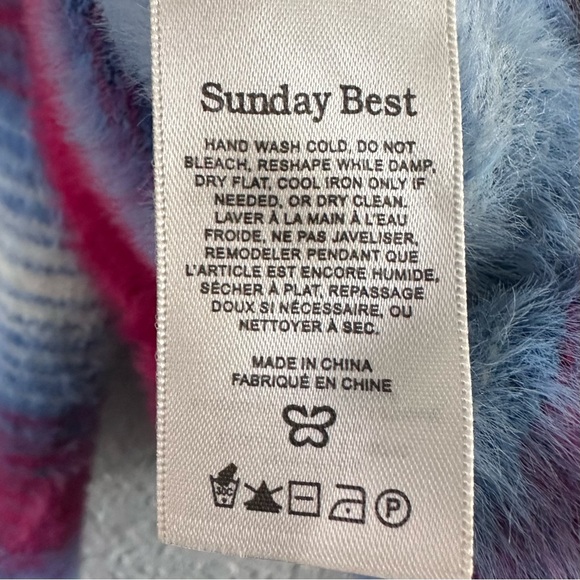 Sunday Best
HAND WASH COLD, DO NOT
BLEACH, RESHAPE WHILE DAMP,
DRY FLAT, COOL IRON ONLY IF
NEEDED, OR DRY CLEAN.
LAVER À LA MAIN À L'EAU
FROIDE, NE PAS JAVELISER,
REMODELER PENDANT QUE
L'ARTICLE EST ENCORE HUMIDE,
SÉCHER À PLAT, REPASSAGE
DOUX SI NÉCESSAIRE, OU
NETTOYER À SEC.
MADE IN CHINA
FABRIQUÉ EN CHINE
30C P